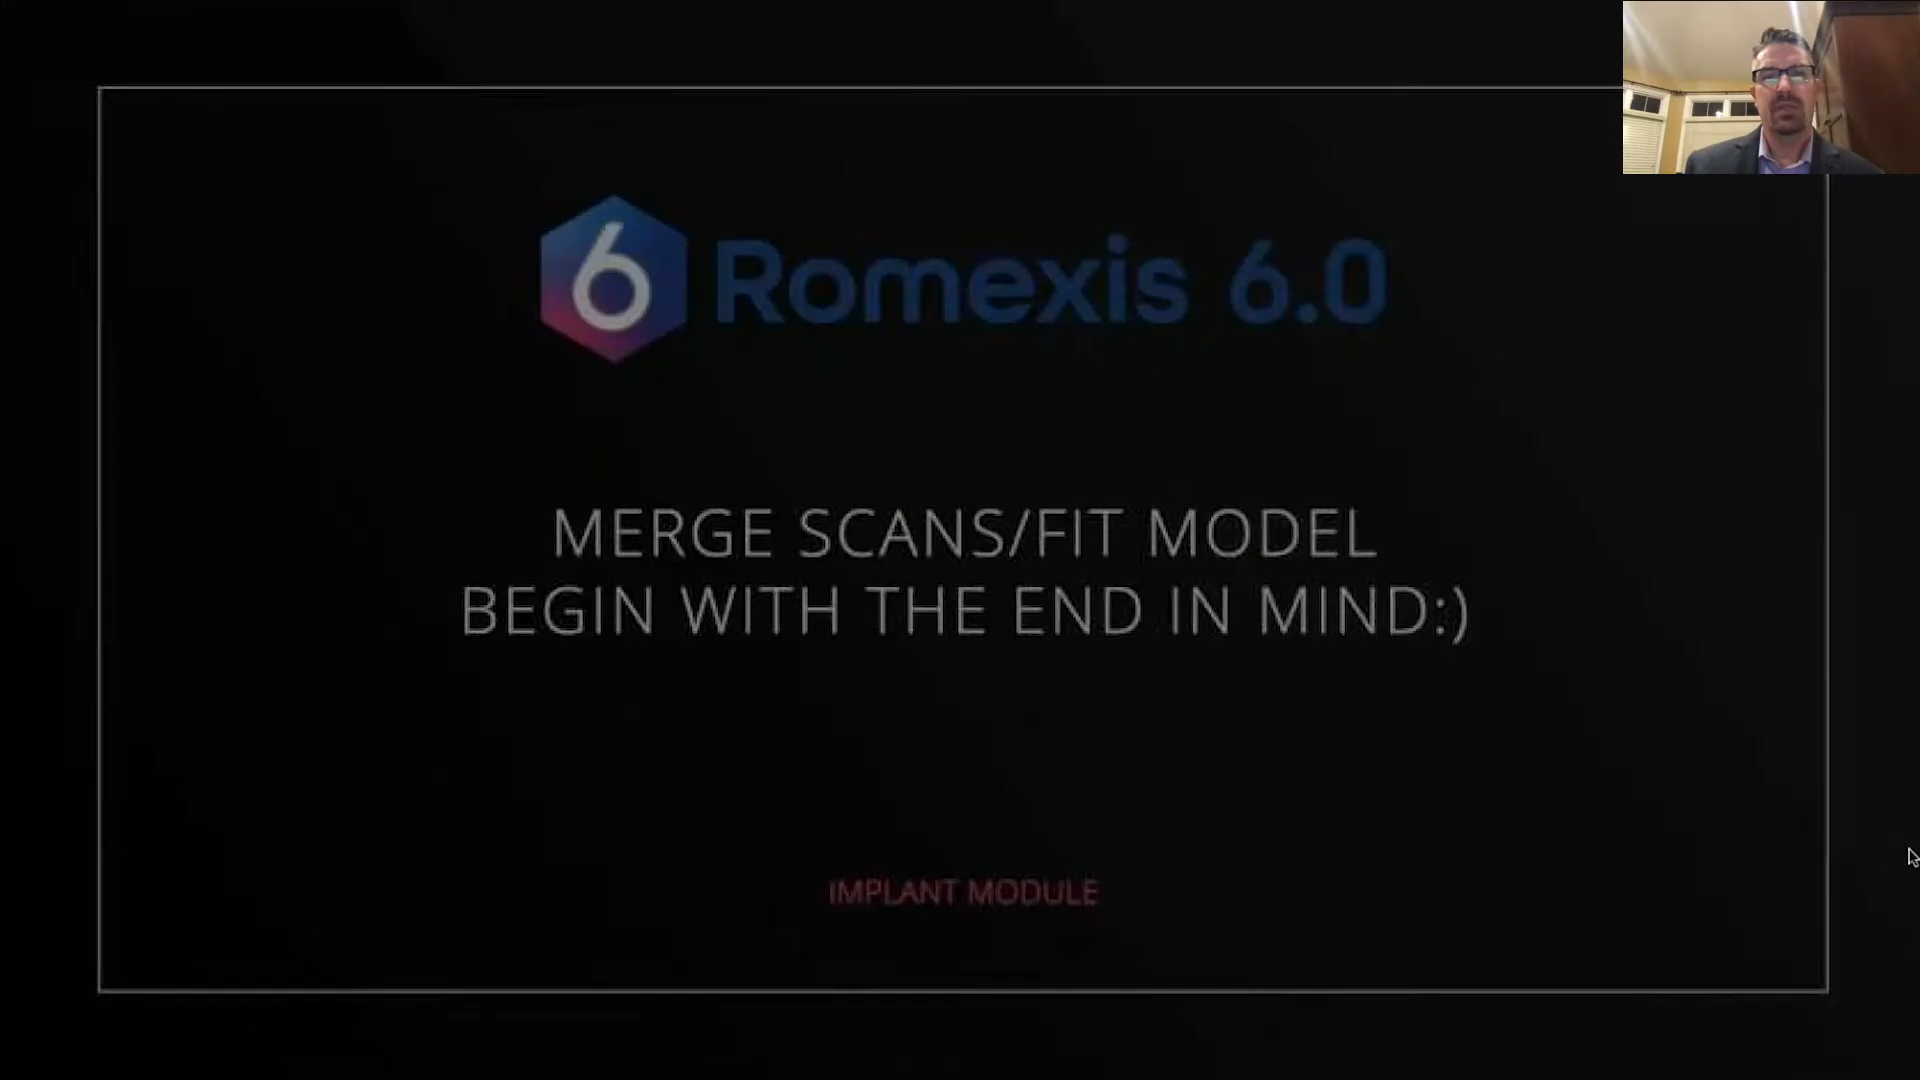 6 Romexis 6.0
MERGE SCANS/FIT MODEL
BEGIN WITH THE END IN MIND:)
IMPLANT MODULE